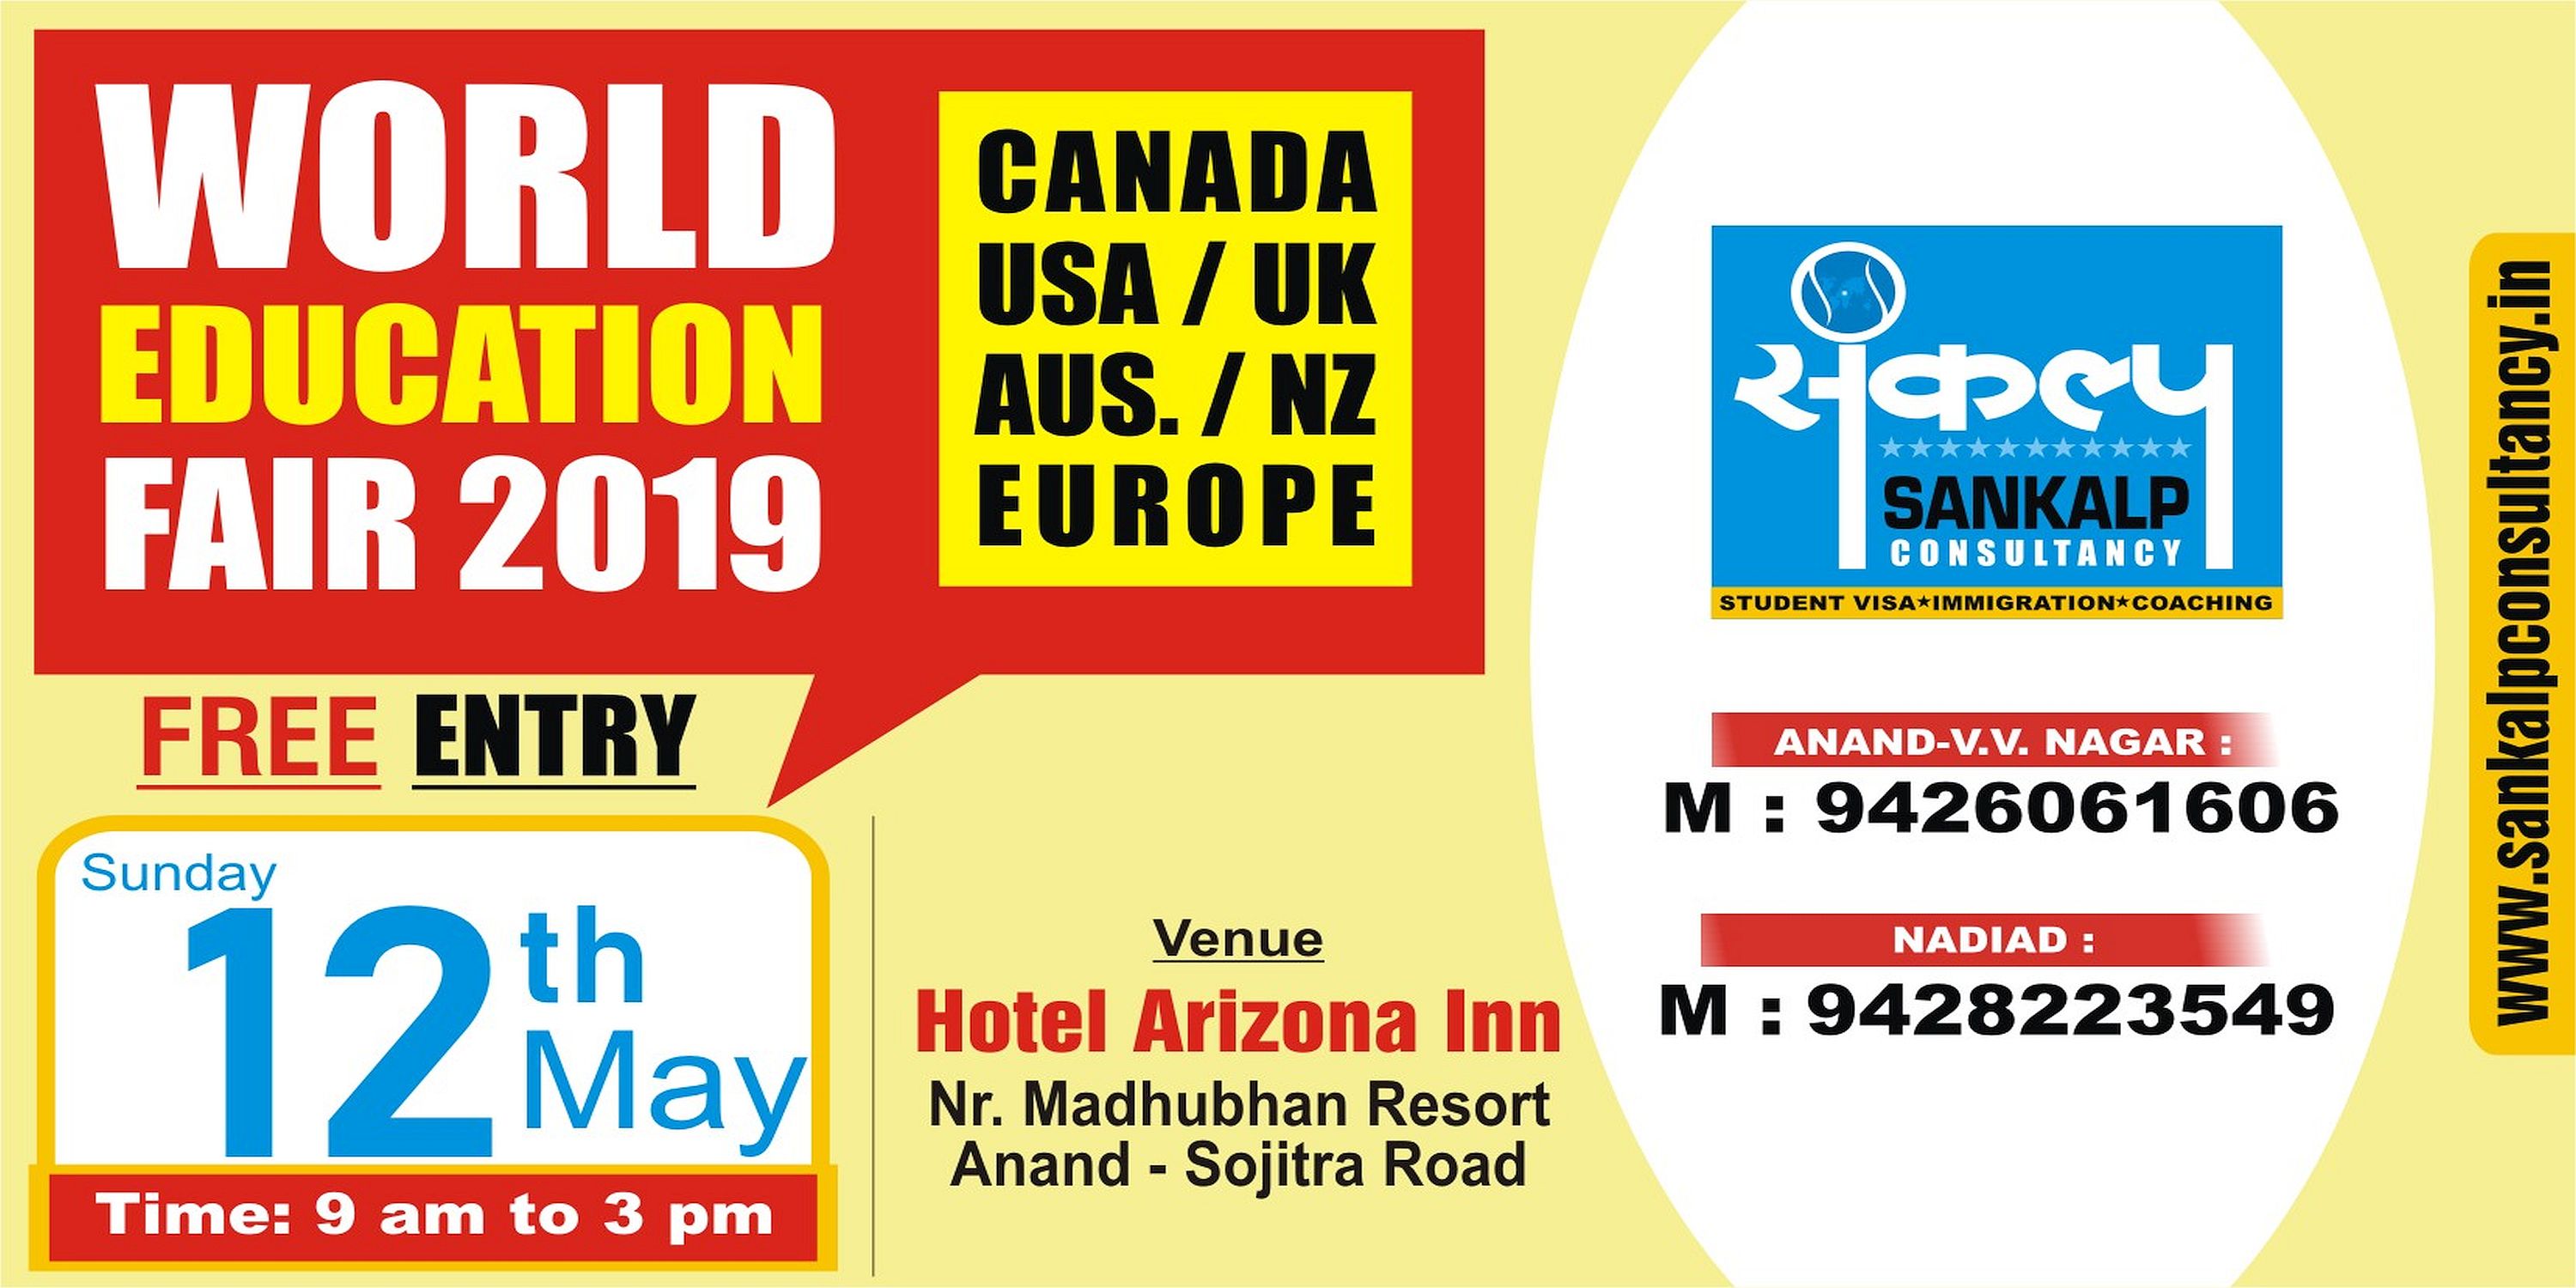 WORLD
EDUCATION
FAIR 2019
CANADA
USA / UK
AUS. / NZ
EUROPE
FREE ENTRY
Sunday
12th
May
Time: 9 am to 3 pm
Venue
Hotel Arizona Inn
Nr. Madhubhan Resort
Anand - Sojitra Road
संकल्प
SANKALP
CONSULTANCY
STUDENT VISA★IMMIGRATION★COACHING
ANAND-V.V. NAGAR :
M : 9426061606
NADIAD :
M : 9428223549
www.sankalpconsultancy.in